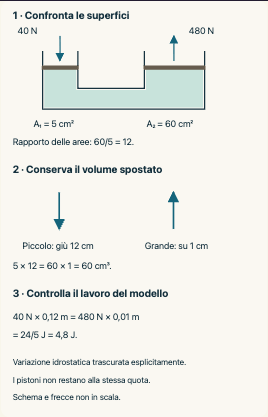 1 · Confronta le superfici
40 N 480 N
A₁ = 5 cm² A₂ = 60 cm²
Rapporto delle aree: 60/5 = 12.
2 · Conserva il volume spostato
Piccolo: giù 12 cm Grande: su 1 cm
5 × 12 = 60 × 1 = 60 cm³.
3 · Controlla il lavoro del modello
40 N × 0,12 m = 480 N × 0,01 m
= 24/5 J = 4,8 J.
Variazione idrostatica trascurata esplicitamente.
I pistoni non restano alla stessa quota.
Schema e frecce non in scala.